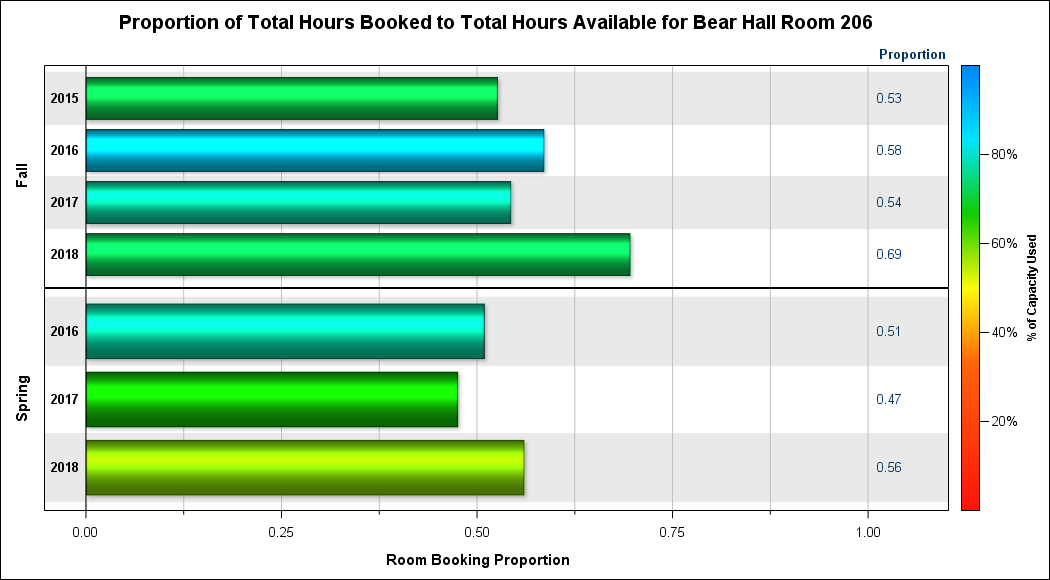 Proportion of Total Hours Booked to Total Hours Available for Bear Hall Room 206
Proportion
Fall
2015 0.53
2016 0.58
2017 0.54
2018 0.69
Spring
2016 0.51
2017 0.47
2018 0.56
0.00 0.25 0.50 0.75 1.00
Room Booking Proportion
80%
60%
40%
20%
% of Capacity Used